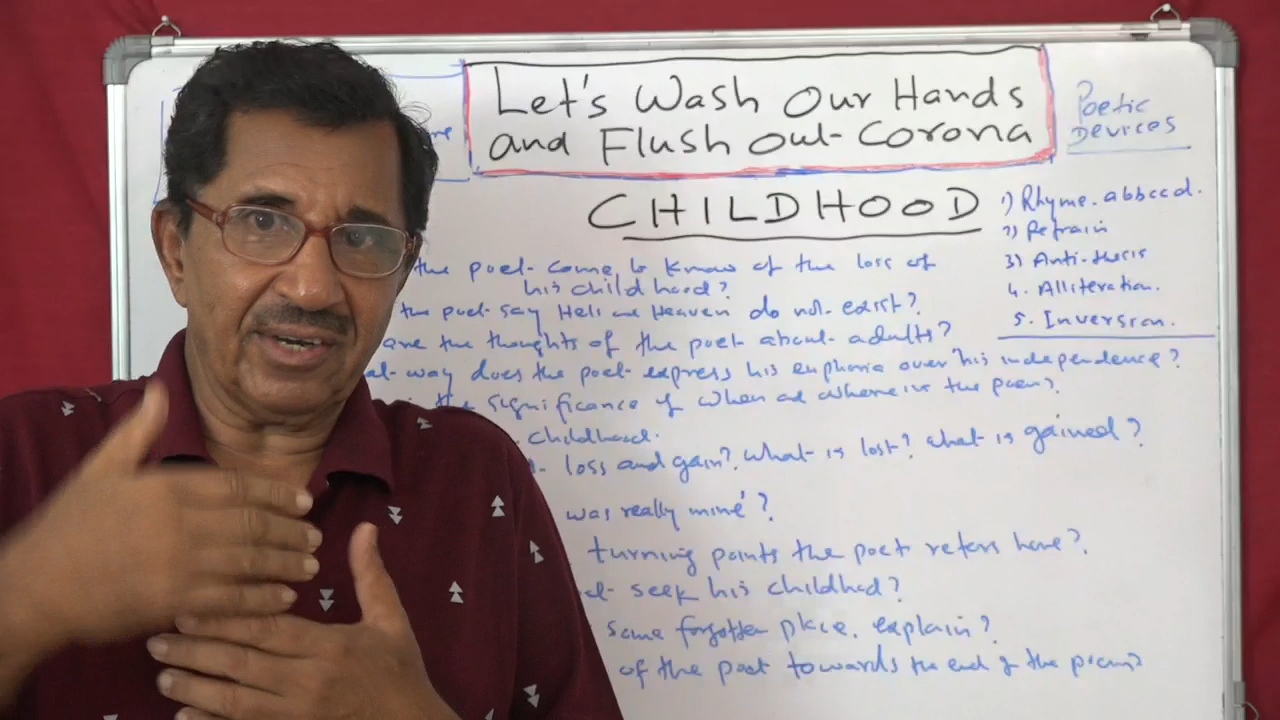 Let's Wash Our Hands
and Flush Out Corona
Poetic
Devices
CHILDHOOD
1) Rhyme. abbccd.
2) Refrain
3) Anti-thesis
4. Alliteration.
5. Inversion.
the poet come to know of the loss of
his childhood?
the poet say Hell and Heaven do not exist?
are the thoughts of the poet about adults?
way does the poet express his euphoria over his independence?
the significance of when and where in the poem?
childhood.
loss and gain? What is lost? What is gained?
was really mine'?
turning points the poet refers here?
seek his childhood?
some forgotten place. explain?
of the poet towards the end of the poem?